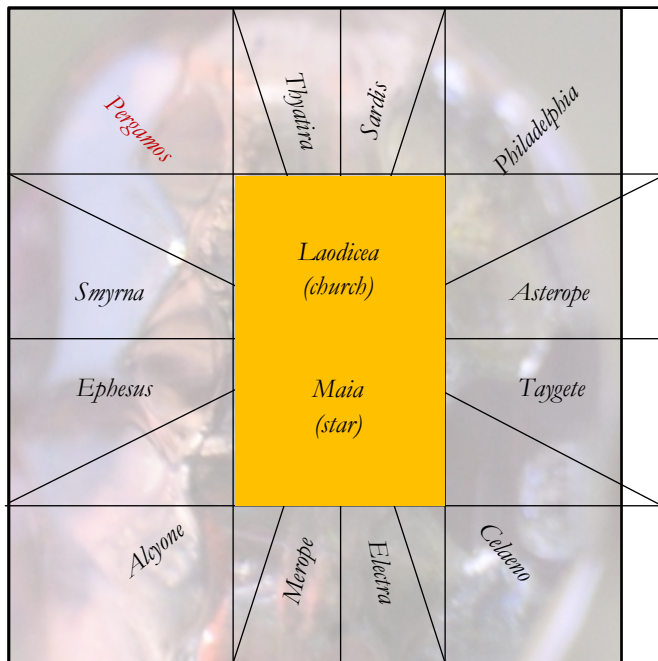 Pergamos
Thyatira
Sardis
Philadelphia
Laodicea
(church)
Smyrna
Asterope
Ephesus
Maia
(star)
Taygete
Alcyone
Merope
Electra
Celaeno